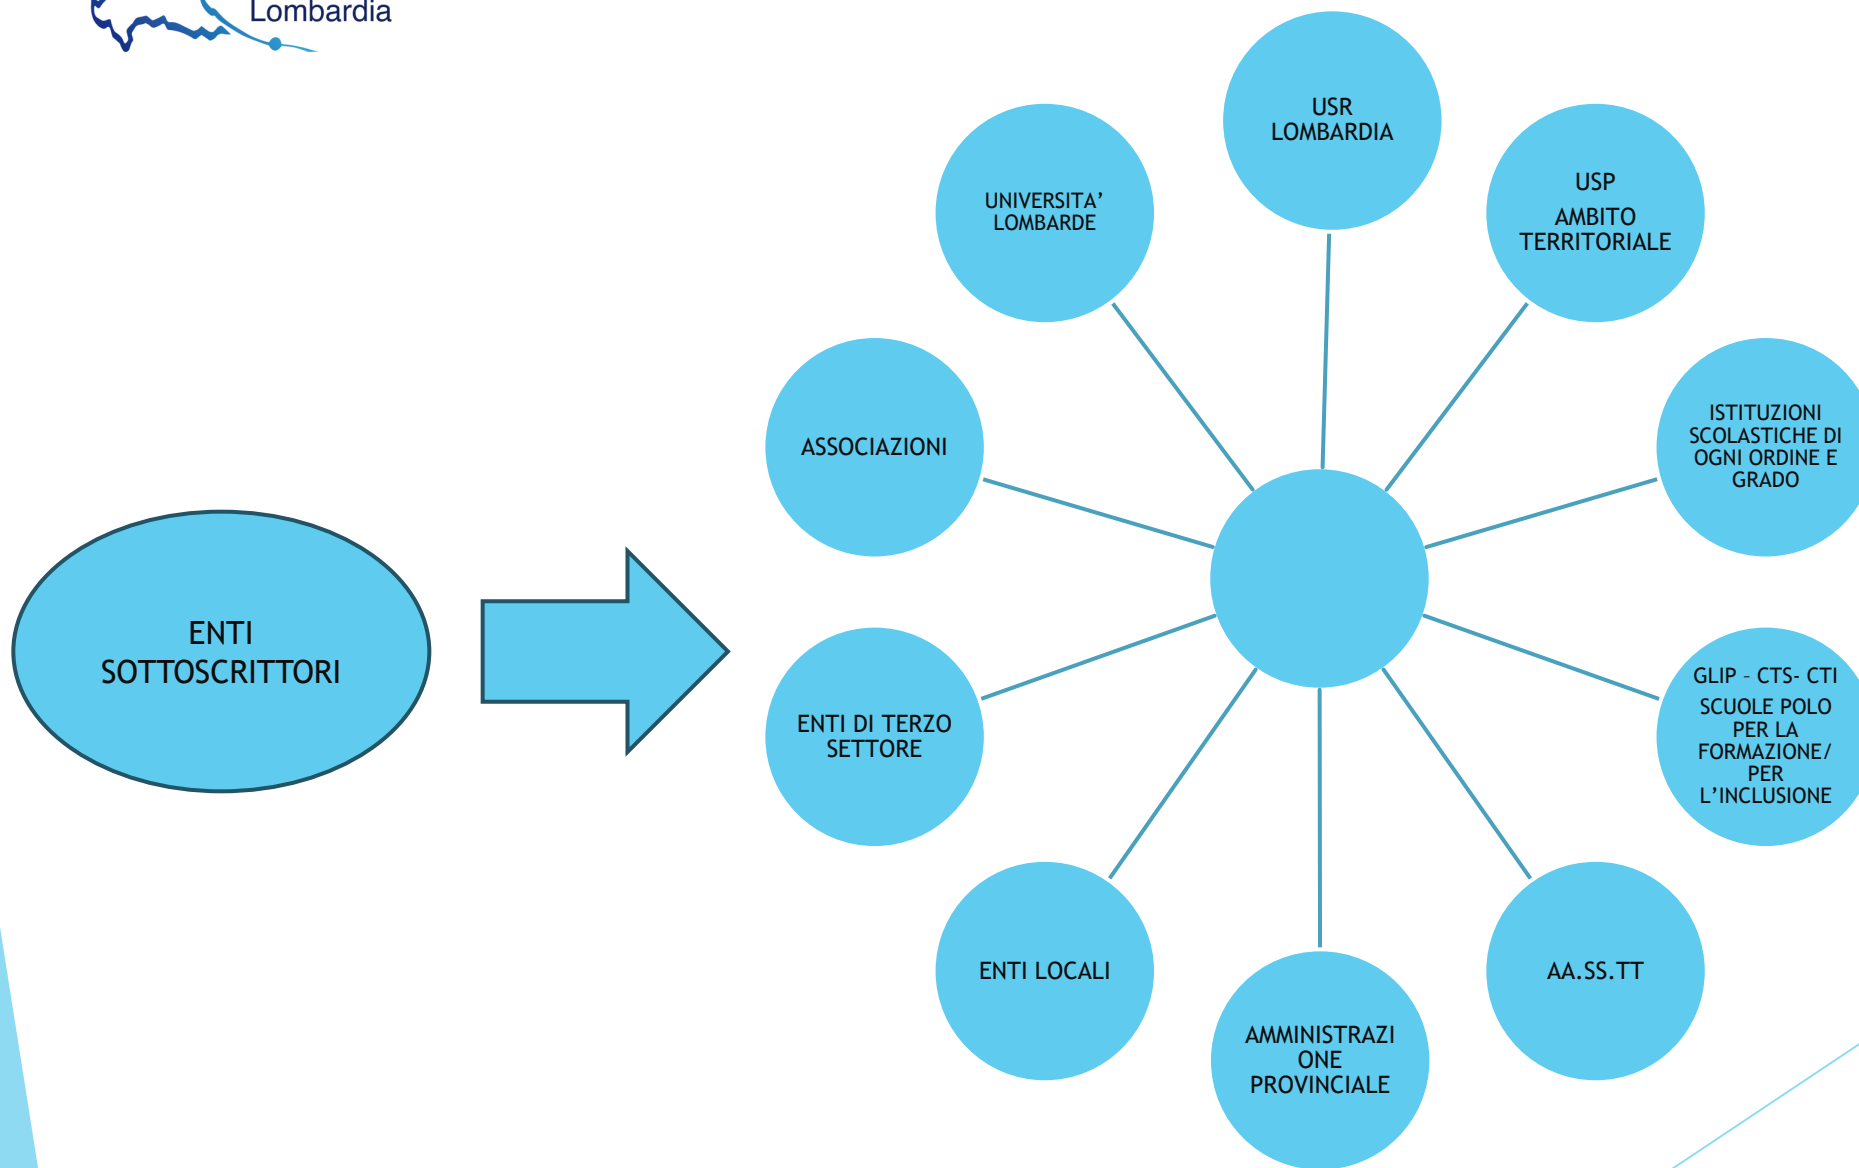 Lombardia
USR
LOMBARDIA
USP
AMBITO
TERRITORIALE
ISTITUZIONI
SCOLASTICHE DI
OGNI ORDINE E
GRADO
GLIP – CTS- CTI
SCUOLE POLO
PER LA
FORMAZIONE/
PER
L’INCLUSIONE
AA.SS.TT
AMMINISTRAZI
ONE
PROVINCIALE
ENTI LOCALI
ENTI DI TERZO
SETTORE
ASSOCIAZIONI
UNIVERSITA’
LOMBARDE
ENTI
SOTTOSCRITTORI